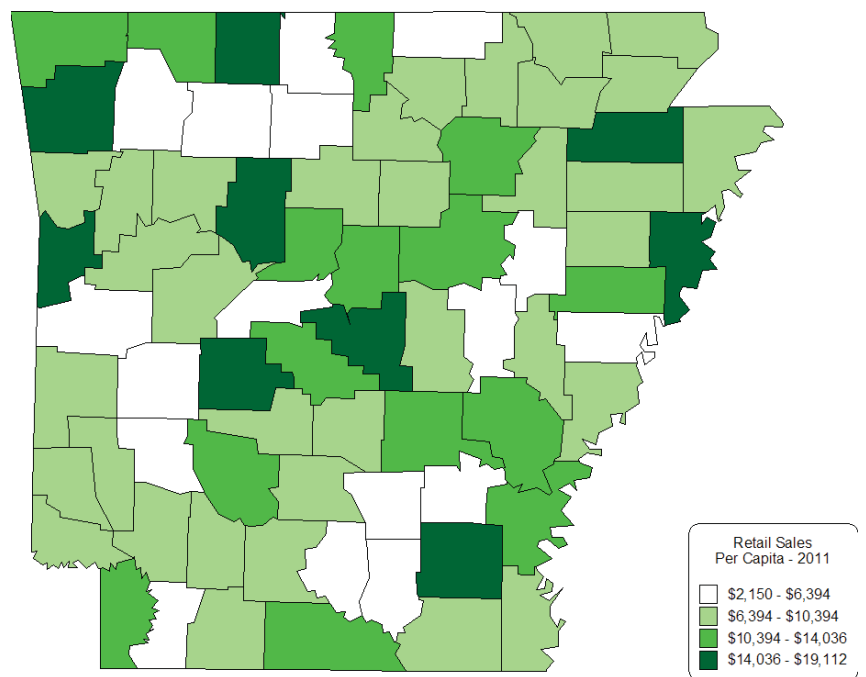 Retail Sales
Per Capita - 2011
$2,150 - $6,394
$6,394 - $10,394
$10,394 - $14,036
$14,036 - $19,112